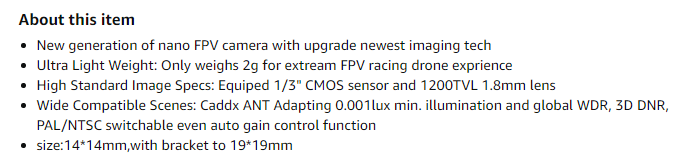 About this item
• New generation of nano FPV camera with upgrade newest imaging tech
• Ultra Light Weight: Only weighs 2g for extream FPV racing drone exprience
• High Standard Image Specs: Equiped 1/3" CMOS sensor and 1200TVL 1.8mm lens
• Wide Compatible Scenes: Caddx ANT Adapting 0.001lux min. illumination and global WDR, 3D DNR,
PAL/NTSC switchable even auto gain control function
• size:14*14mm,with bracket to 19*19mm